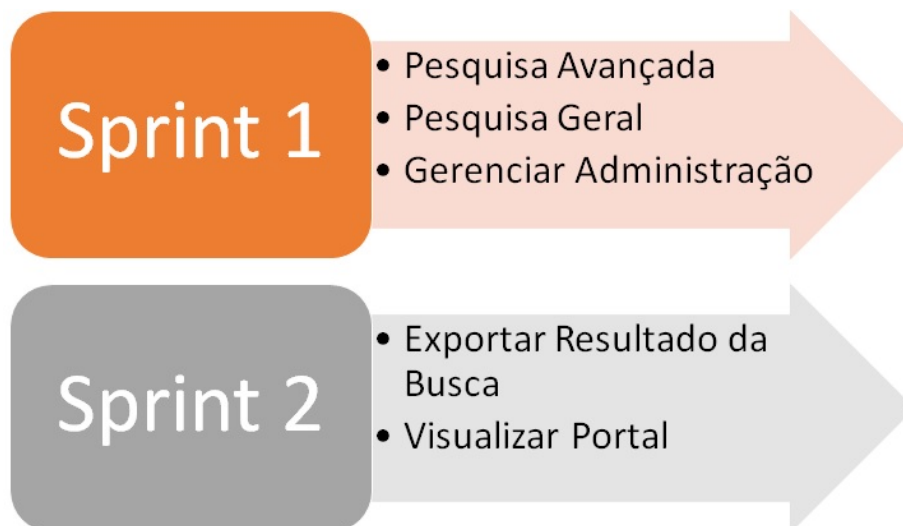 Sprint 1
• Pesquisa Avançada
• Pesquisa Geral
• Gerenciar Administração
Sprint 2
• Exportar Resultado da
Busca
• Visualizar Portal